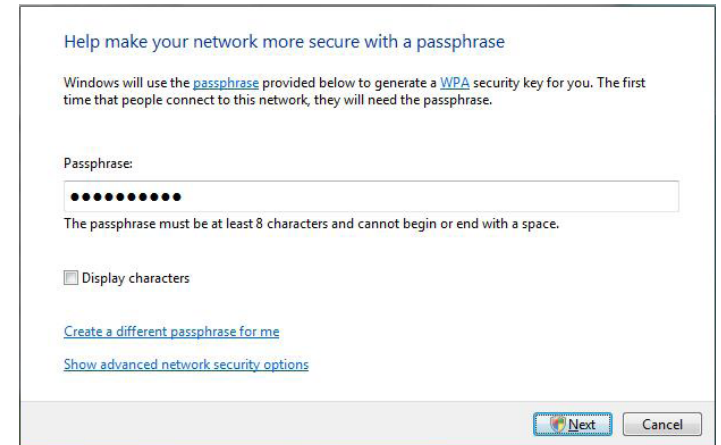 Help make your network more secure with a passphrase
Windows will use the passphrase provided below to generate a WPA security key for you. The first
time that people connect to this network, they will need the passphrase.
Passphrase:
●●●●●●●●●●
The passphrase must be at least 8 characters and cannot begin or end with a space.
Display characters
Create a different passphrase for me
Show advanced network security options
Next Cancel